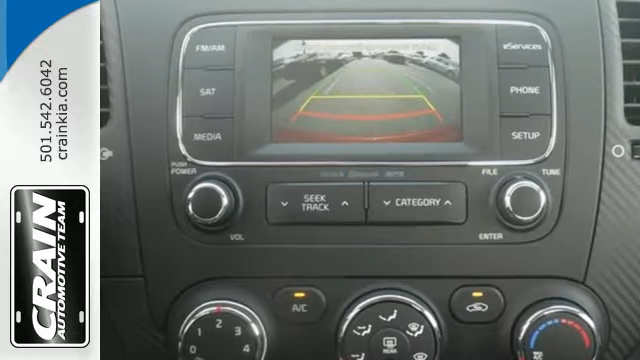 501.542.6042
crainkia.com
CRAIN
AUTOMOTIVE TEAM
FM/AM
SAT
MEDIA
eServices
PHONE
SETUP
PUSH
POWER
VOL
SEEK
TRACK
CATEGORY
FILE
TUNE
ENTER
A/C
0
1
2
3
4
REAR